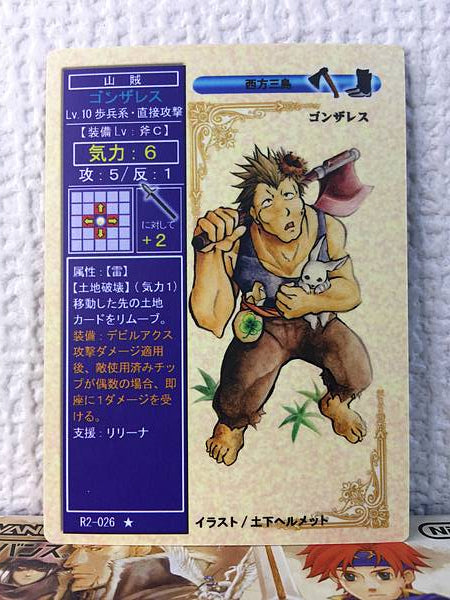 山賊
ゴンザレス
Lv.10 歩兵系・直接攻撃
【装備Lv：斧C】
気力：6
攻：5/反：1
に対して
+2
属性：【雷】
【土地破壊】（気力1）
移動した先の土地
カードをリムーブ。
装備：デビルアクス
攻撃ダメージ適用
後、敵使用済みチッ
プが偶数の場合、即
座に1ダメージを受
ける。
支援：リリーナ
R2-026 ★
西方三島
ゴンザレス
イラスト/土下ヘルメット
VAN
バンス
Nin